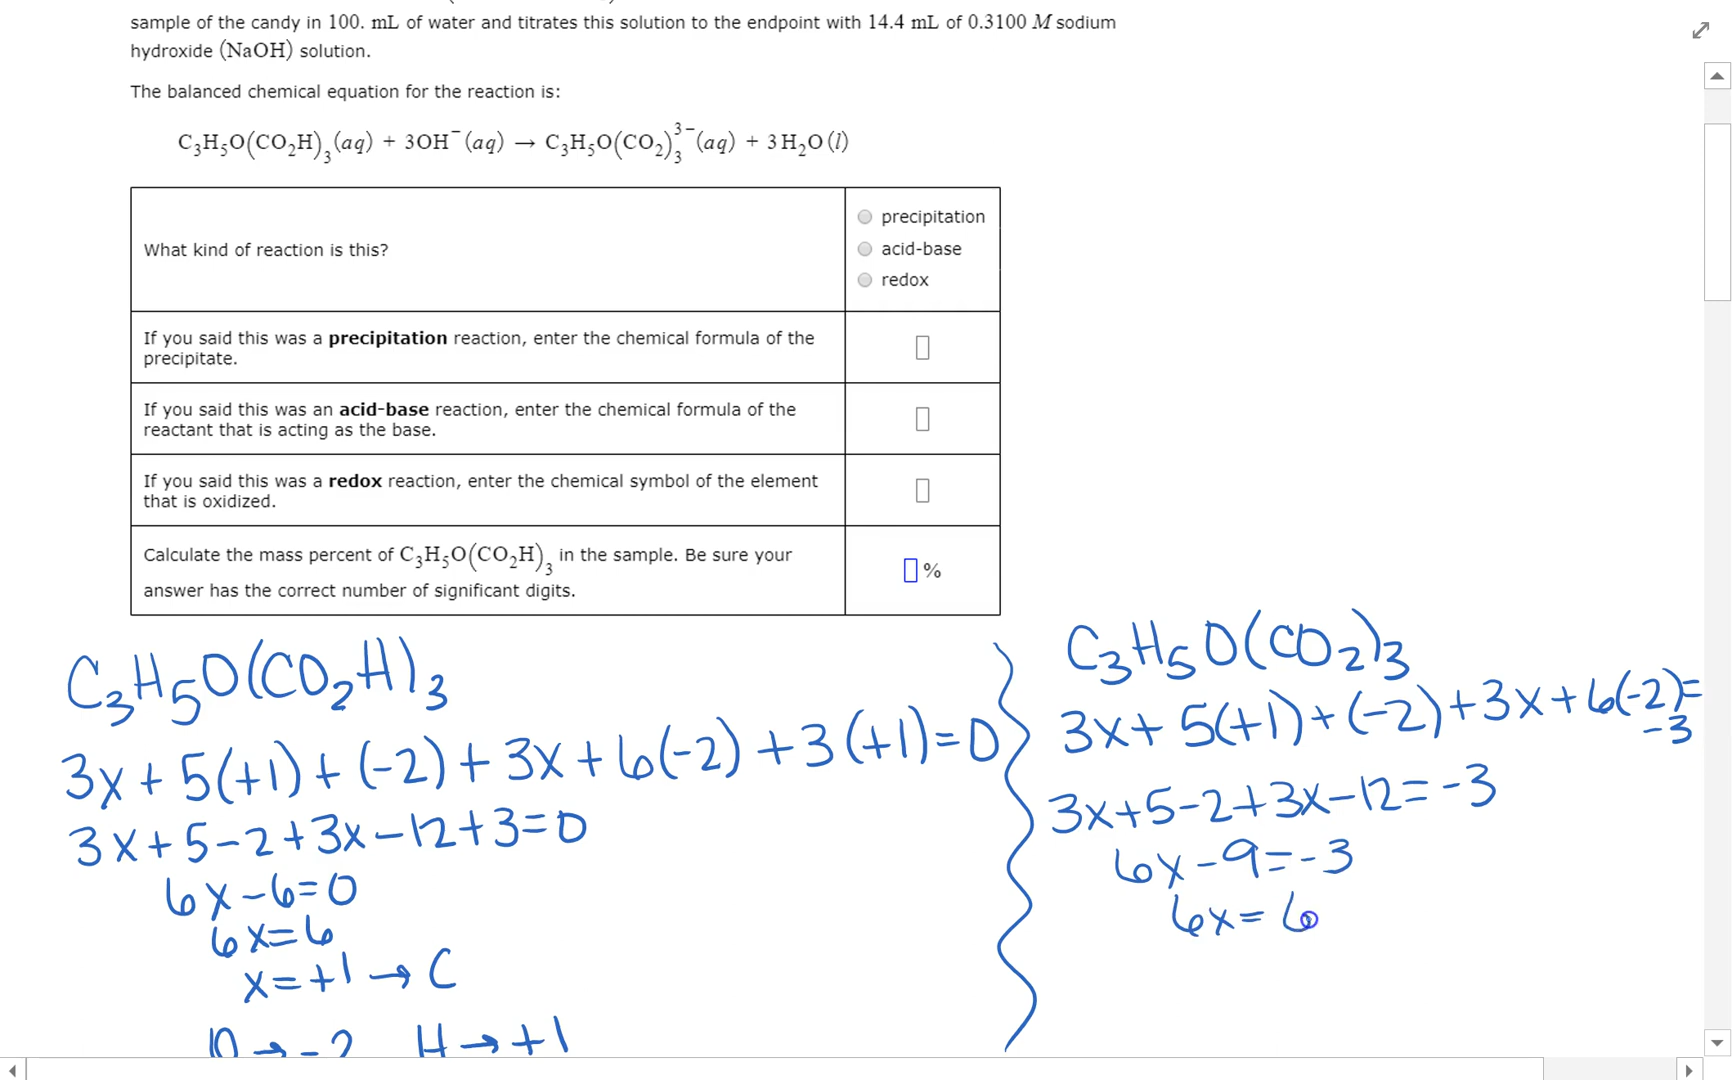 sample of the candy in 100. mL of water and titrates this solution to the endpoint with 14.4 mL of 0.3100 M sodium
hydroxide (NaOH) solution.
The balanced chemical equation for the reaction is:
C₃H₅O(CO₂H)₃(aq) + 3OH⁻(aq) → C₃H₅O(CO₂)₃³⁻(aq) + 3H₂O(l)
What kind of reaction is this?
precipitation
acid-base
redox
If you said this was a precipitation reaction, enter the chemical formula of the
precipitate.
If you said this was an acid-base reaction, enter the chemical formula of the
reactant that is acting as the base.
If you said this was a redox reaction, enter the chemical symbol of the element
that is oxidized.
Calculate the mass percent of C₃H₅O(CO₂H)₃ in the sample. Be sure your
answer has the correct number of significant digits.
%
C₃H₅O(CO₂H)₃
3x + 5(+1) + (-2) + 3x + 6(-2) + 3(+1) = 0
3x + 5 - 2 + 3x - 12 + 3 = 0
6x - 6 = 0
6x = 6
x = +1 → C
O → -2 H → +1
C₃H₅O(CO₂)₃
3x + 5(+1) + (-2) + 3x + 6(-2) =
-3
3x + 5 - 2 + 3x - 12 = -3
6x - 9 = -3
6x = 6